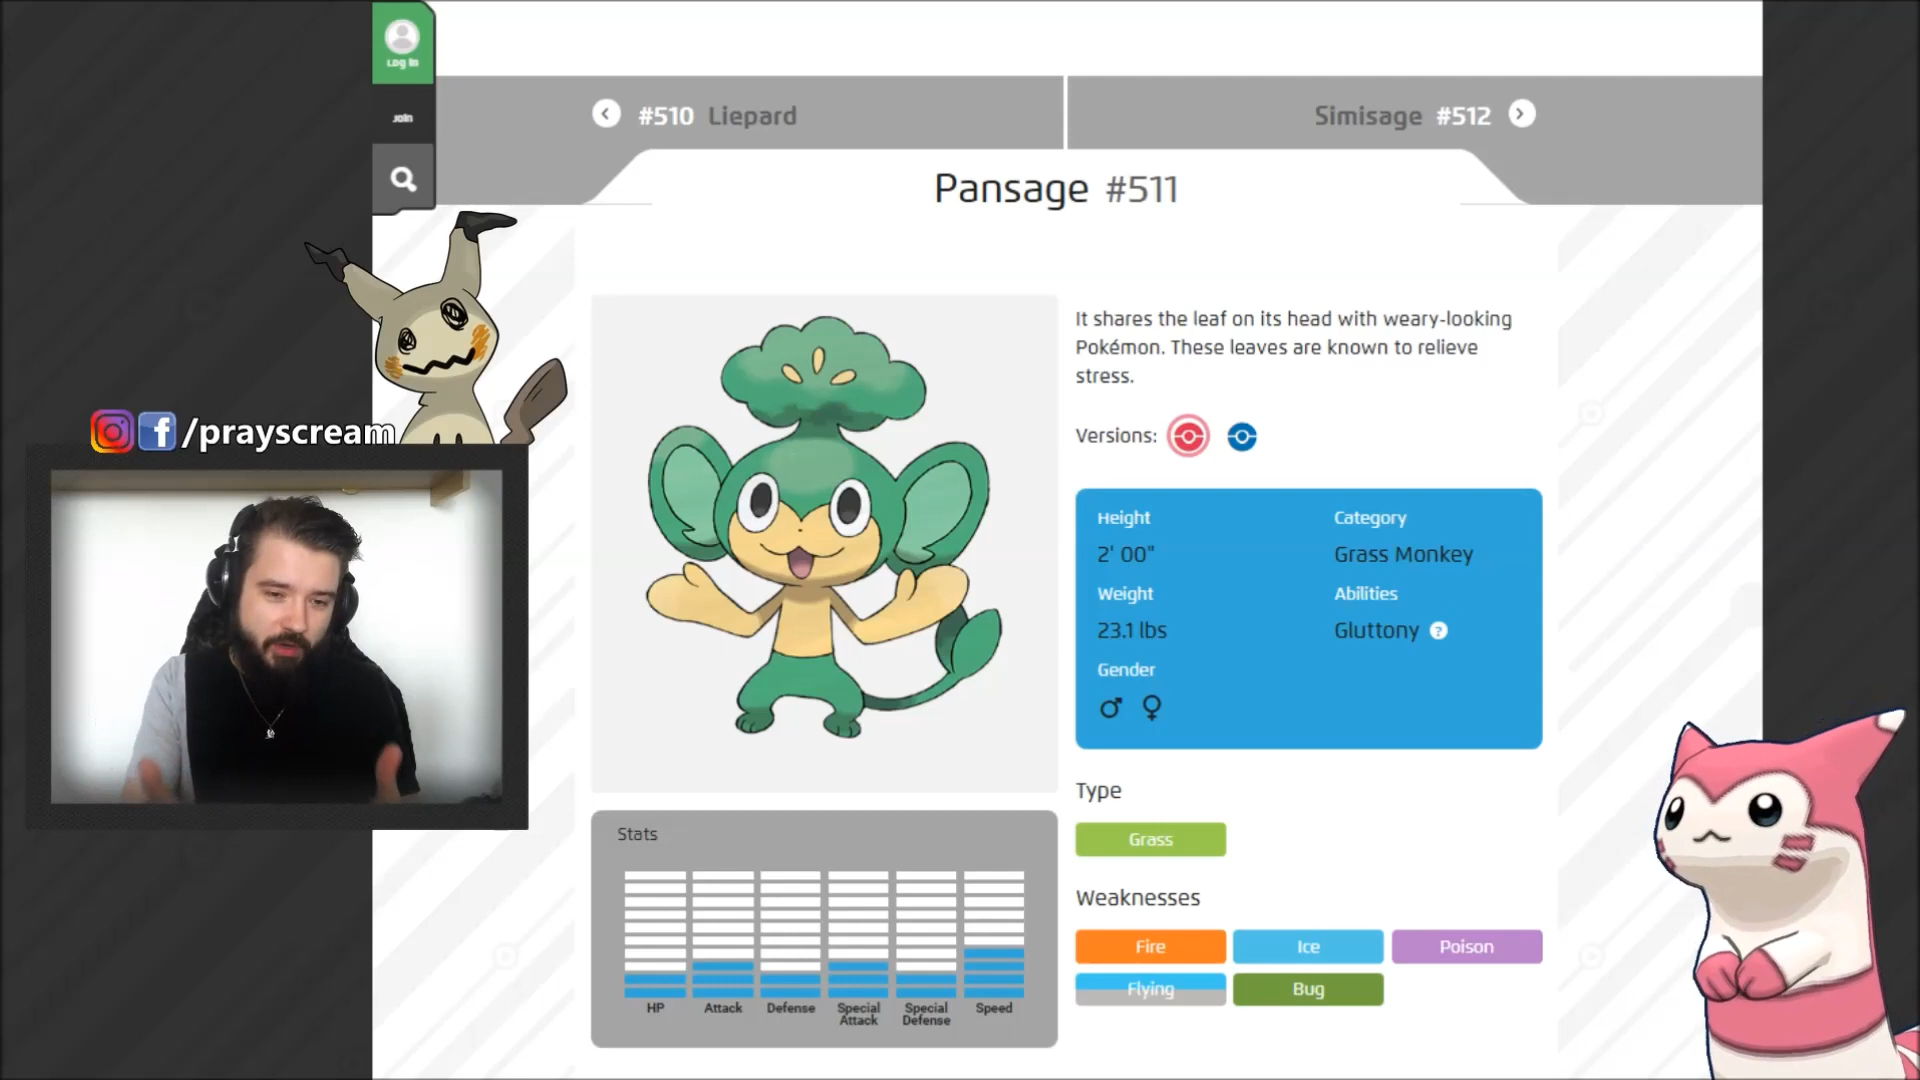 LOG IN
Join
#510 Liepard
Simisage #512
Pansage #511
It shares the leaf on its head with weary-looking
Pokémon. These leaves are known to relieve
stress.
Versions:
/prayscream
Height
Category
2' 00"
Grass Monkey
Weight
Abilities
23.1 lbs
Gluttony ?
Gender
Type
Grass
Stats
HP
Attack
Defense
Special
Attack
Special
Defense
Speed
Weaknesses
Fire
Ice
Poison
Flying
Bug